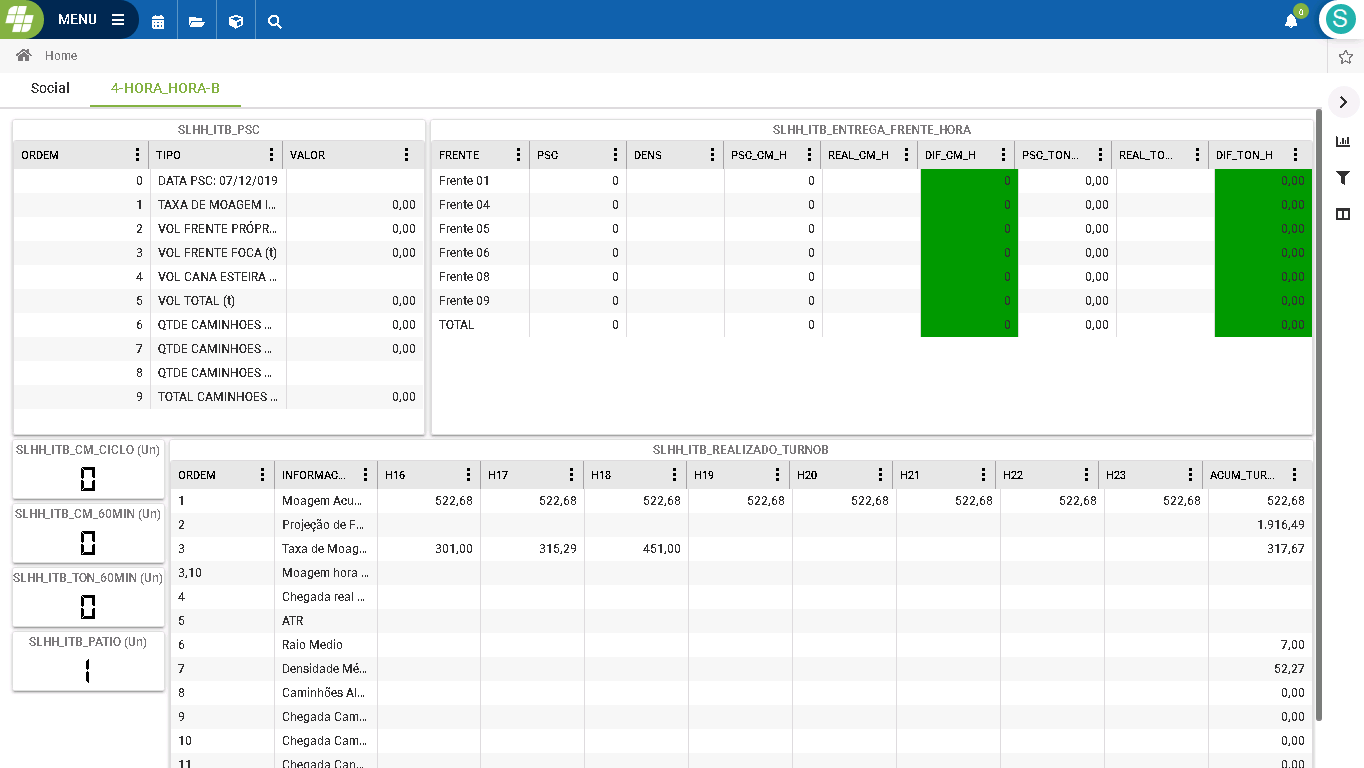 MENU
0
S
Home
Social 4-HORA_HORA-B
SLHH_ITB_PSC
ORDEM TIPO VALOR
0 DATA PSC: 07/12/019
1 TAXA DE MOAGEM I... 0,00
2 VOL FRENTE PRÓPR... 0,00
3 VOL FRENTE FOCA (t) 0,00
4 VOL CANA ESTEIRA ...
5 VOL TOTAL (t) 0,00
6 QTDE CAMINHOES ... 0,00
7 QTDE CAMINHOES ... 0,00
8 QTDE CAMINHOES ...
9 TOTAL CAMINHOES ... 0,00
SLHH_ITB_ENTREGA_FRENTE_HORA
FRENTE PSC DENS PSC_CM_H REAL_CM_H DIF_CM_H PSC_TON... REAL_TO... DIF_TON_H
Frente 01 0 0 0 0,00 0,00
Frente 04 0 0 0 0,00 0,00
Frente 05 0 0 0 0,00 0,00
Frente 06 0 0 0 0,00 0,00
Frente 08 0 0 0 0,00 0,00
Frente 09 0 0 0 0,00 0,00
TOTAL 0 0 0 0,00 0,00
SLHH_ITB_CM_CICLO (Un)
0
SLHH_ITB_CM_60MIN (Un)
0
SLHH_ITB_TON_60MIN (Un)
0
SLHH_ITB_PATIO (Un)
1
SLHH_ITB_REALIZADO_TURNOB
ORDEM INFORMAC... H16 H17 H18 H19 H20 H21 H22 H23 ACUM_TUR...
1 Moagem Acu... 522,68 522,68 522,68 522,68 522,68 522,68 522,68 522,68 522,68
2 Projeção de F... 1.916,49
3 Taxa de Moag... 301,00 315,29 451,00 317,67
3,10 Moagem hora ...
4 Chegada real ...
5 ATR
6 Raio Medio 7,00
7 Densidade Mé... 52,27
8 Caminhões Al... 0,00
9 Chegada Cam... 0,00
10 Chegada Cam... 0,00
11 Chegada Can... 0,00